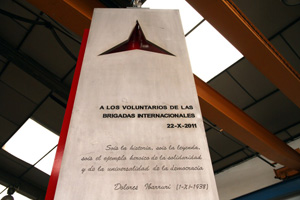 A LOS VOLUNTARIOS DE LAS
BRIGADAS INTERNACIONALES
22-X-2011
Sois la historia, sois la leyenda,
sois el ejemplo heroico de la solidaridad
y de la universalidad de la democracia
Dolores Ibarruri (1-XI-1938)